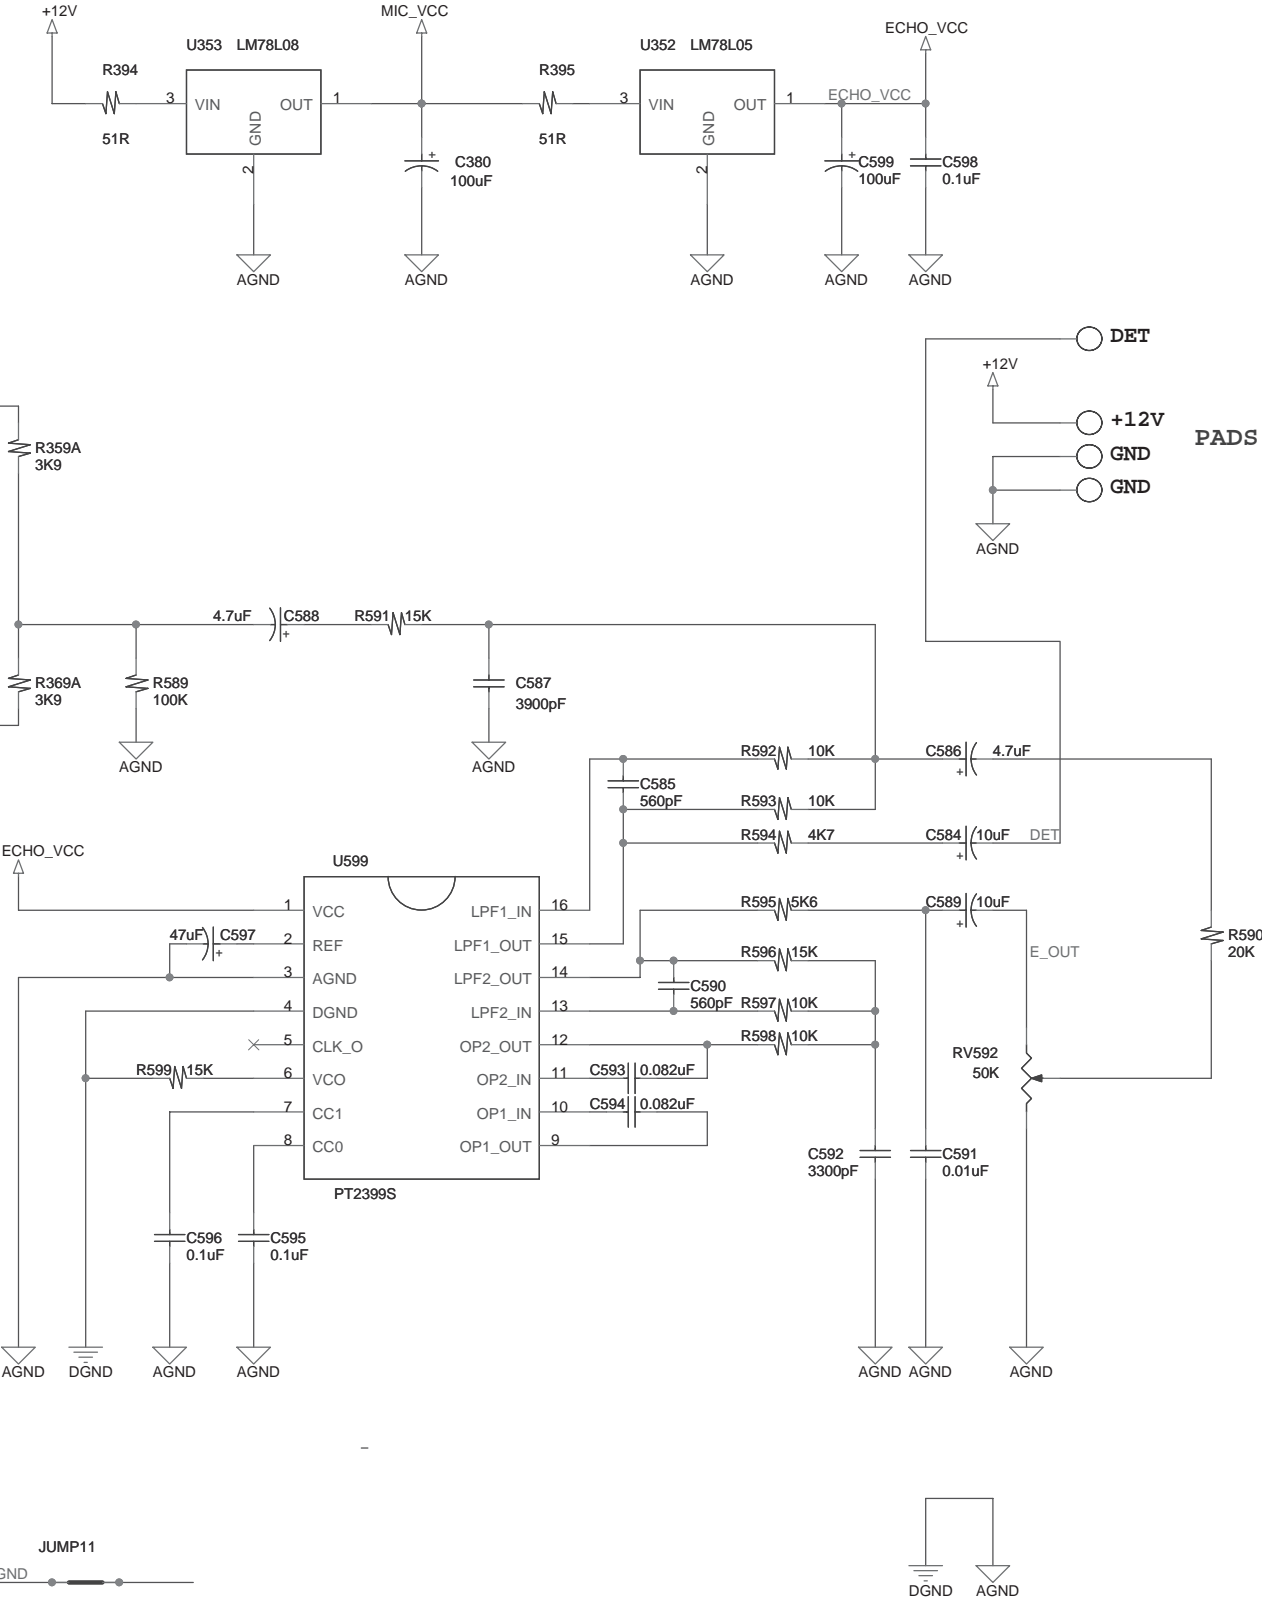 +12V
MIC_VCC
ECHO_VCC
U353 LM78L08
U352 LM78L05
R394
R395
3 VIN OUT 1
3 VIN OUT 1
ECHO_VCC
GND
GND
51R
51R
2
2
+
C380
100uF
+
C599
100uF
C598
0.1uF
AGND
AGND
AGND
AGND
AGND
DET
+12V
+12V
PADS
GND
GND
AGND
R359A
3K9
4.7uF
C588
+
R591
15K
R369A
3K9
R589
100K
C587
3900pF
AGND
AGND
R592
10K
C586
4.7uF
+
C585
560pF
R593
10K
R594
4K7
C584
10uF
+
DET
ECHO_VCC
U599
1 VCC LPF1_IN 16
R595
5K6
C589
10uF
+
47uF
C597
+
2 REF LPF1_OUT 15
R590
20K
E_OUT
R596
15K
3 AGND LPF2_OUT 14
C590
560pF
R597
10K
4 DGND LPF2_IN 13
5 CLK_O OP2_OUT 12
R598
10K
RV592
50K
R599
15K
6 VCO OP2_IN 11
C593
0.082uF
7 CC1 OP1_IN 10
C594
0.082uF
8 CC0 OP1_OUT 9
C592
3300pF
C591
0.01uF
PT2399S
C596
0.1uF
C595
0.1uF
AGND
DGND
AGND
AGND
AGND
AGND
AGND
JUMP11
GND
DGND
AGND